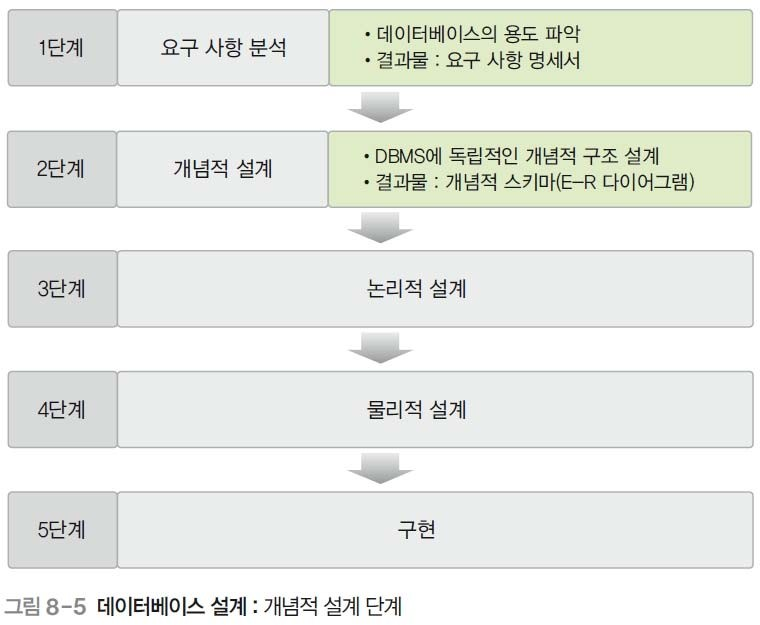 1단계
요구 사항 분석
• 데이터베이스의 용도 파악
• 결과물 : 요구 사항 명세서
2단계
개념적 설계
• DBMS에 독립적인 개념적 구조 설계
• 결과물 : 개념적 스키마(E-R 다이어그램)
3단계
논리적 설계
4단계
물리적 설계
5단계
구현
그림 8-5 데이터베이스 설계 : 개념적 설계 단계